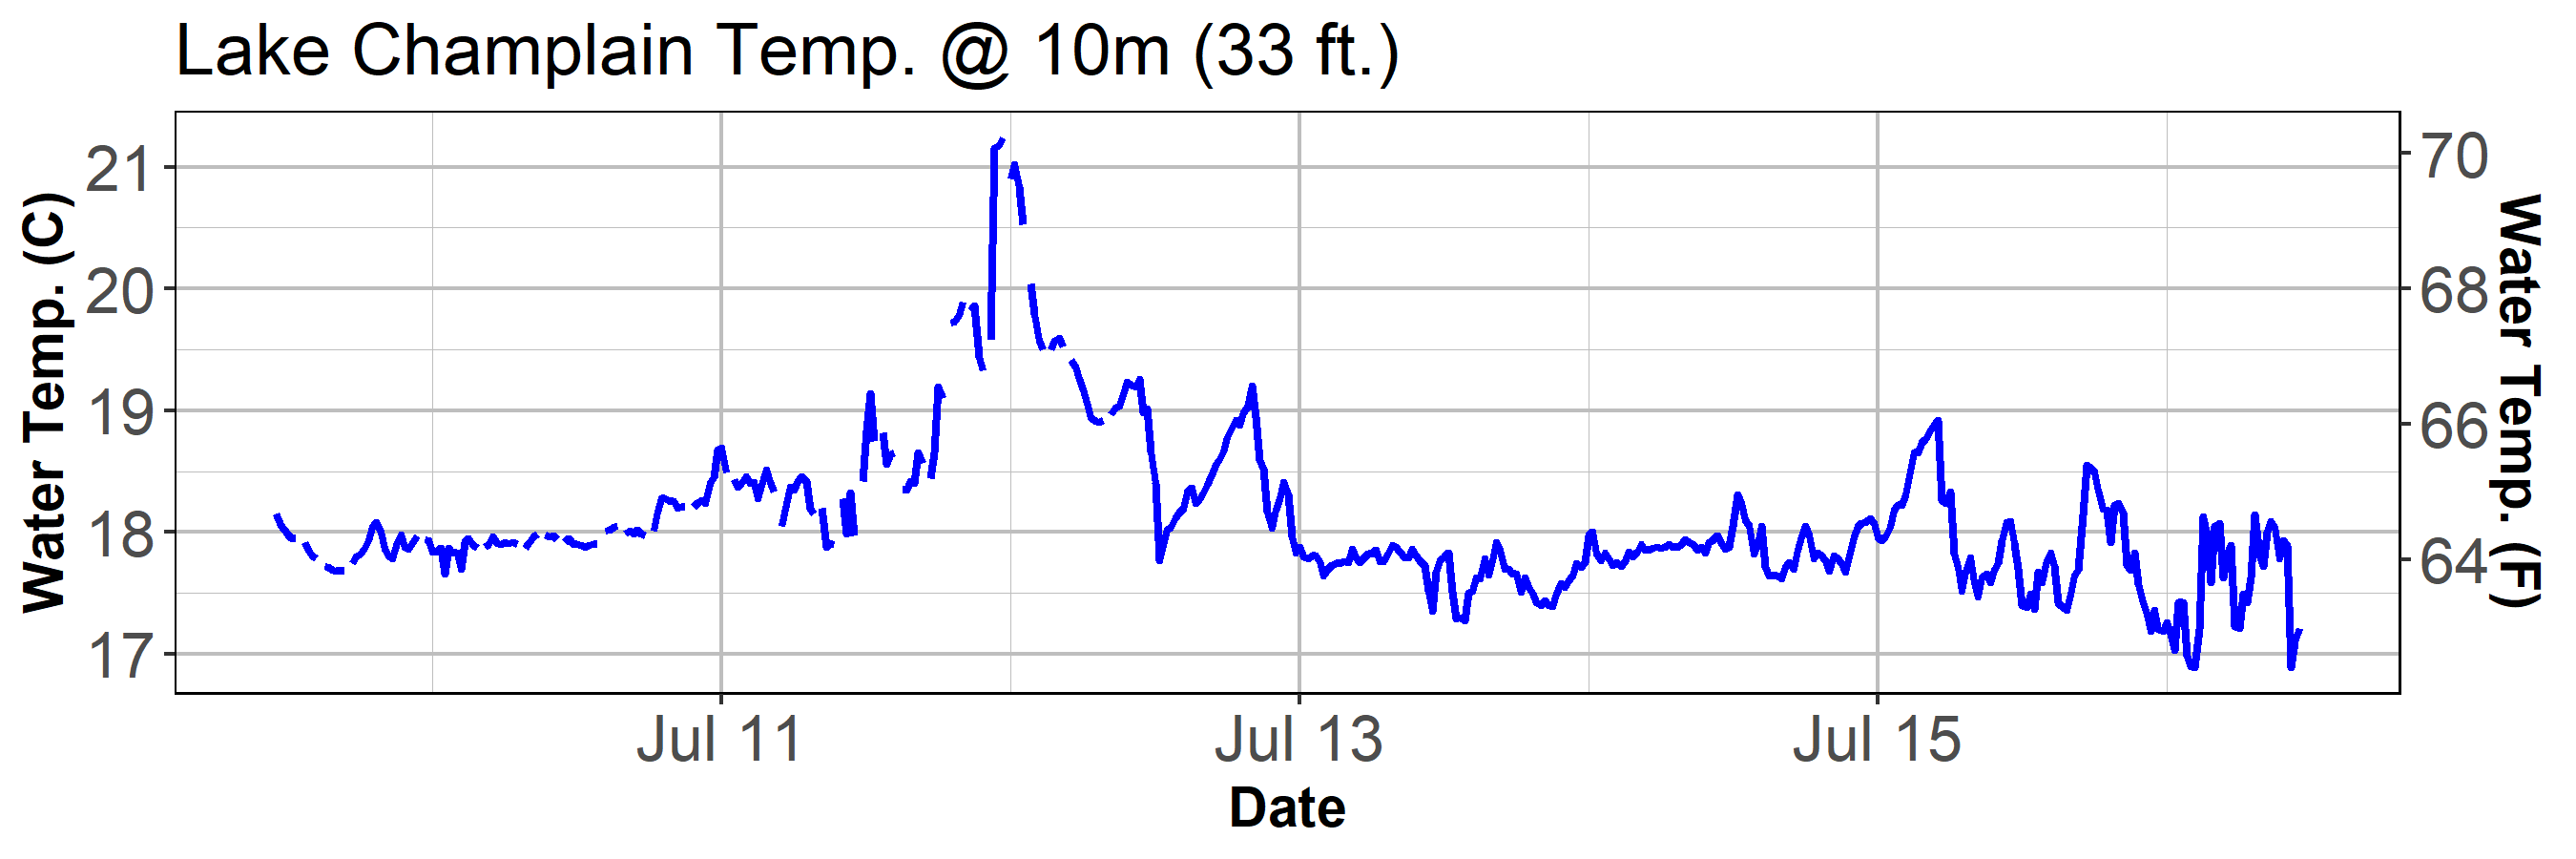 Lake Champlain Temp. @ 10m (33 ft.)
Water Temp. (C)
21
20
19
18
17
70
68
66
64
Water Temp. (F)
Jul 11 Jul 13 Jul 15
Date